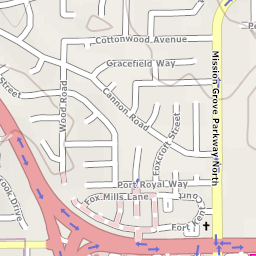 Cottonwood Avenue
Gracefield Way
Mission Grove Parkway North
Street
Wood Road
Cannon Road
Foxcroft Street
Port Royal Way
Fox Mills Lane
Court
Drive
Fort